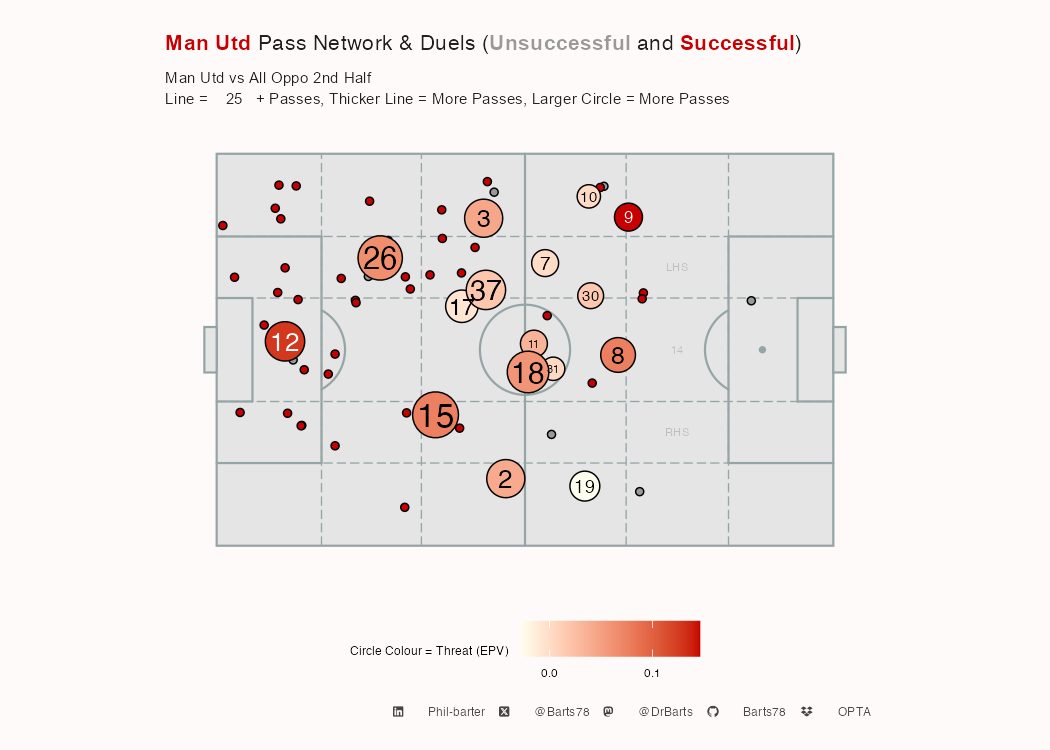 Man Utd Pass Network & Duels (Unsuccessful and Successful)
Man Utd vs All Oppo 2nd Half
Line = 25 + Passes, Thicker Line = More Passes, Larger Circle = More Passes
10
3
9
26
7
LHS
37
30
17
12
11
14
8
18
31
15
RHS
2
19
Circle Colour = Threat (EPV)
0.0 0.1
Phil-barter @Barts78 @DrBarts Barts78 OPTA